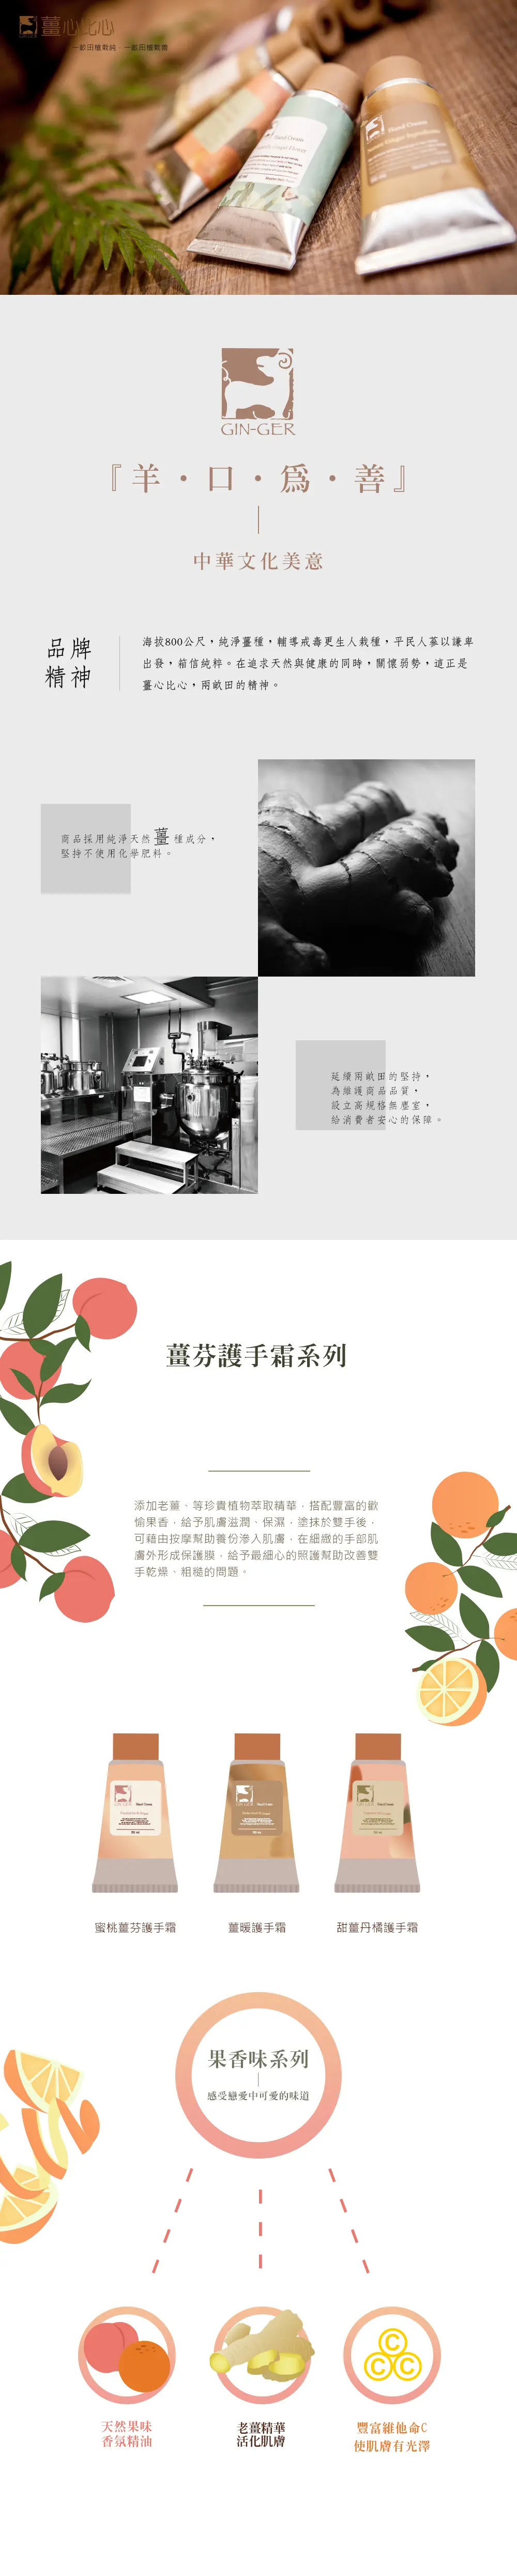 薑心比心
一畝田植栽純．一畝田植栽善
Hand Cream
Hand Cream
GIN-GER
『羊・口・爲・善』
中華文化美意
品牌
精神
海拔800公尺，純淨薑種，輔導戒毒更生人栽種，平民人蔘以謙卑
出發，箱信純粹。在追求天然與健康的同時，關懷弱勢，這正是
薑心比心，兩畝田的精神。
商品採用純淨天然薑種成分，
堅持不使用化學肥料。
延續兩畝田的堅持，
為維護商品品質，
設立高規格無塵室，
給消費者安心的保障。
薑芬護手霜系列
添加老薑、等珍貴植物萃取精華，搭配豐富的歡
愉果香，給予肌膚滋潤、保濕，塗抹於雙手後，
可藉由按摩幫助養份滲入肌膚，在細緻的手部肌
膚外形成保護膜，給予最細心的照護幫助改善雙
手乾燥、粗糙的問題。
蜜桃薑芬護手霜
薑暖護手霜
甜薑丹橘護手霜
果香味系列
感受戀愛中可愛的味道
C
C C
天然果味
香氛精油
老薑精華
活化肌膚
豐富維他命C
使肌膚有光澤